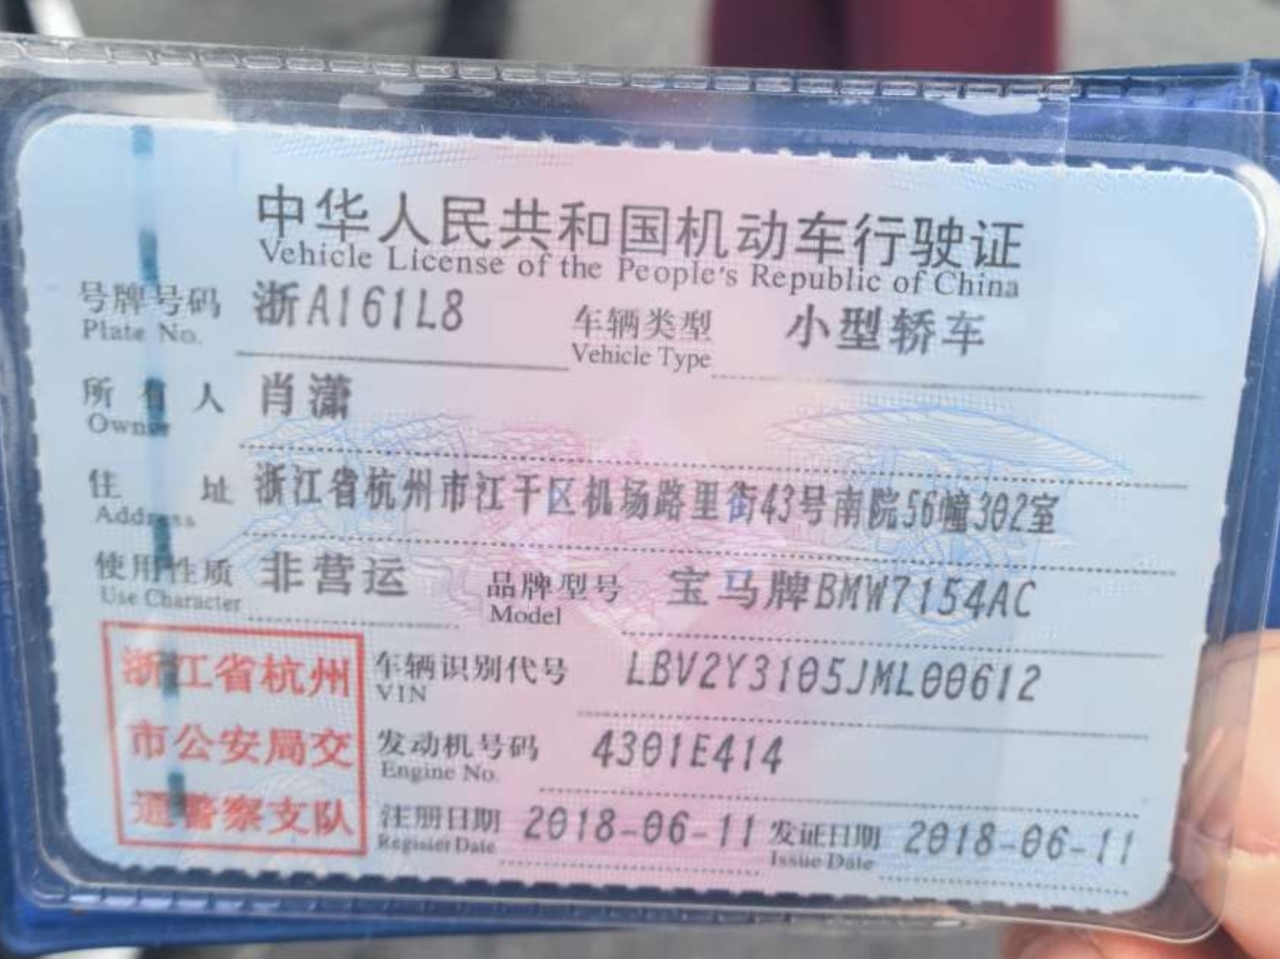 中华人民共和国机动车行驶证
Vehicle License of the People's Republic of China
号牌号码 浙A161L8 车辆类型 小型轿车
Plate No. Vehicle Type
所有人 肖潇
Owner
住址 浙江省杭州市江干区机场路里街43号南院56幢302室
Address
使用性质 非营运 品牌型号 宝马牌BMW7154AC
Use Character Model
浙江省杭州
市公安局交
通警察支队
车辆识别代号 LBV2Y3105JML00612
VIN
发动机号码 4301E414
Engine No.
注册日期 2018-06-11 发证日期 2018-06-11
Register Date Issue Date